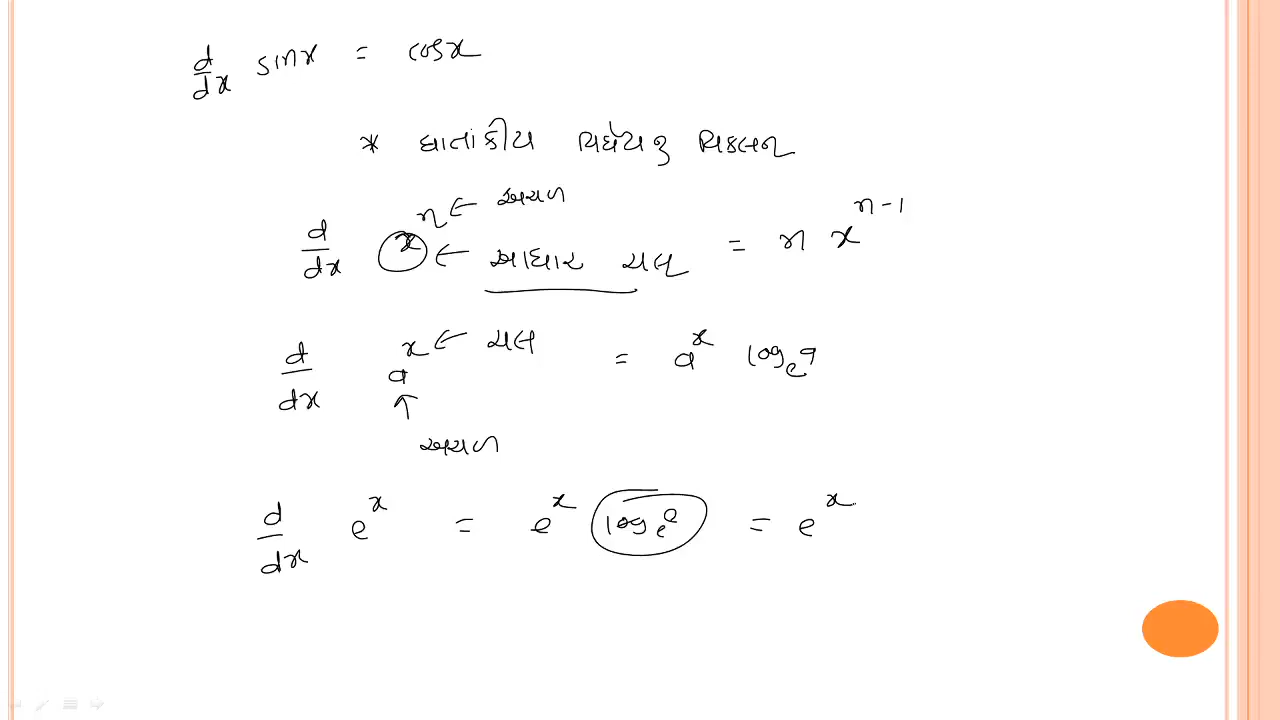 d/dx sinx = cosx
* ઘાતાંકીય વિધેયનું વિકલન
d/dx x^n ← અચળ
← આધાર ચલ = n x^{n-1}
d/dx a^x ← ચલ = a^x log_e a
↑
અચળ
d/dx e^x = e^x log_e e = e^x